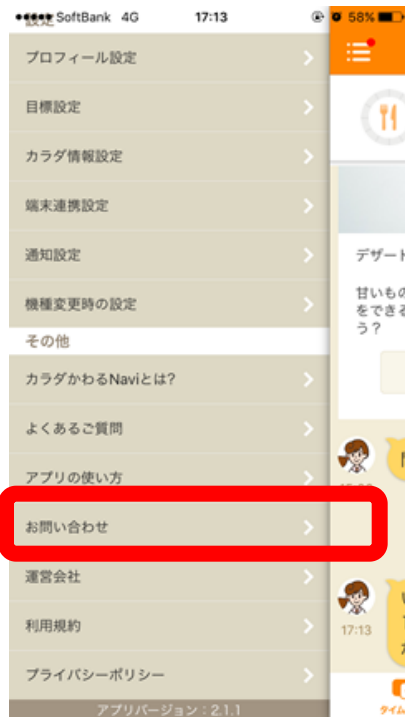 SoftBank 4G 17:13 58%
設定
プロフィール設定
目標設定
カラダ情報設定
端末連携設定
通知設定
機種変更時の設定
その他
カラダかわるNaviとは?
よくあるご質問
アプリの使い方
お問い合わせ
運営会社
利用規約
プライバシーポリシー
アプリバージョン：2.1.1
デザート
甘いもの
をできる
う？
17:13
タイム